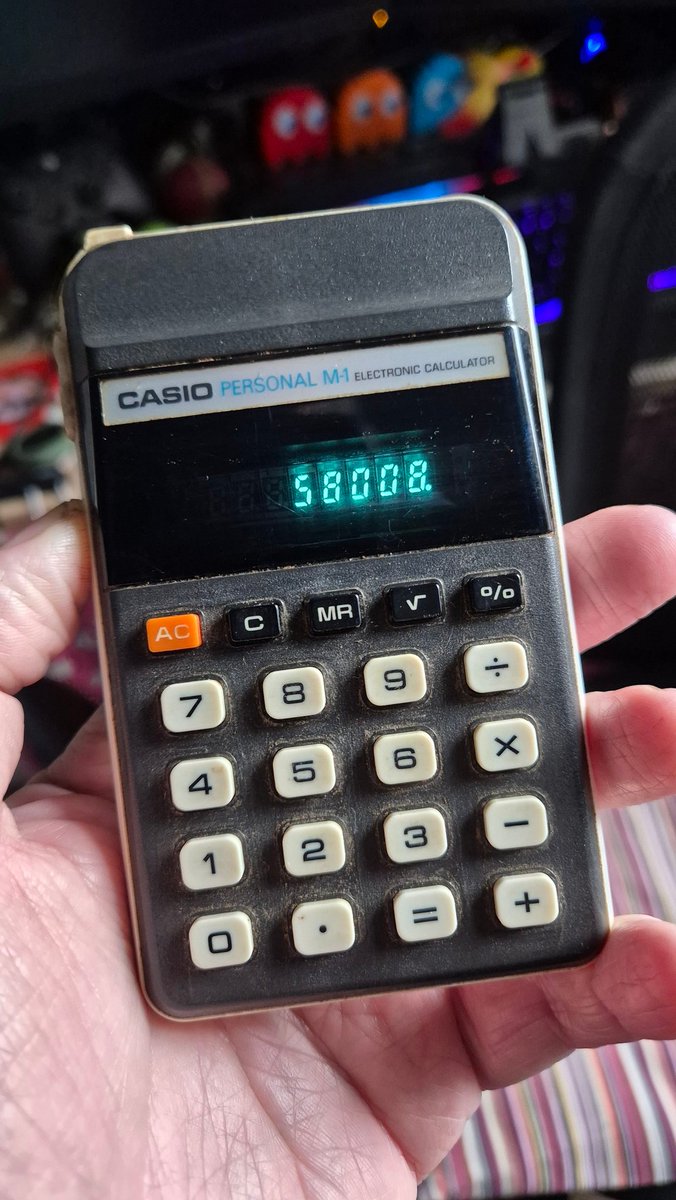 CASIO PERSONAL M-1 ELECTRONIC CALCULATOR
58008.
AC C MR √ %
7 8 9 ÷
4 5 6 ×
1 2 3 −
0 · = +